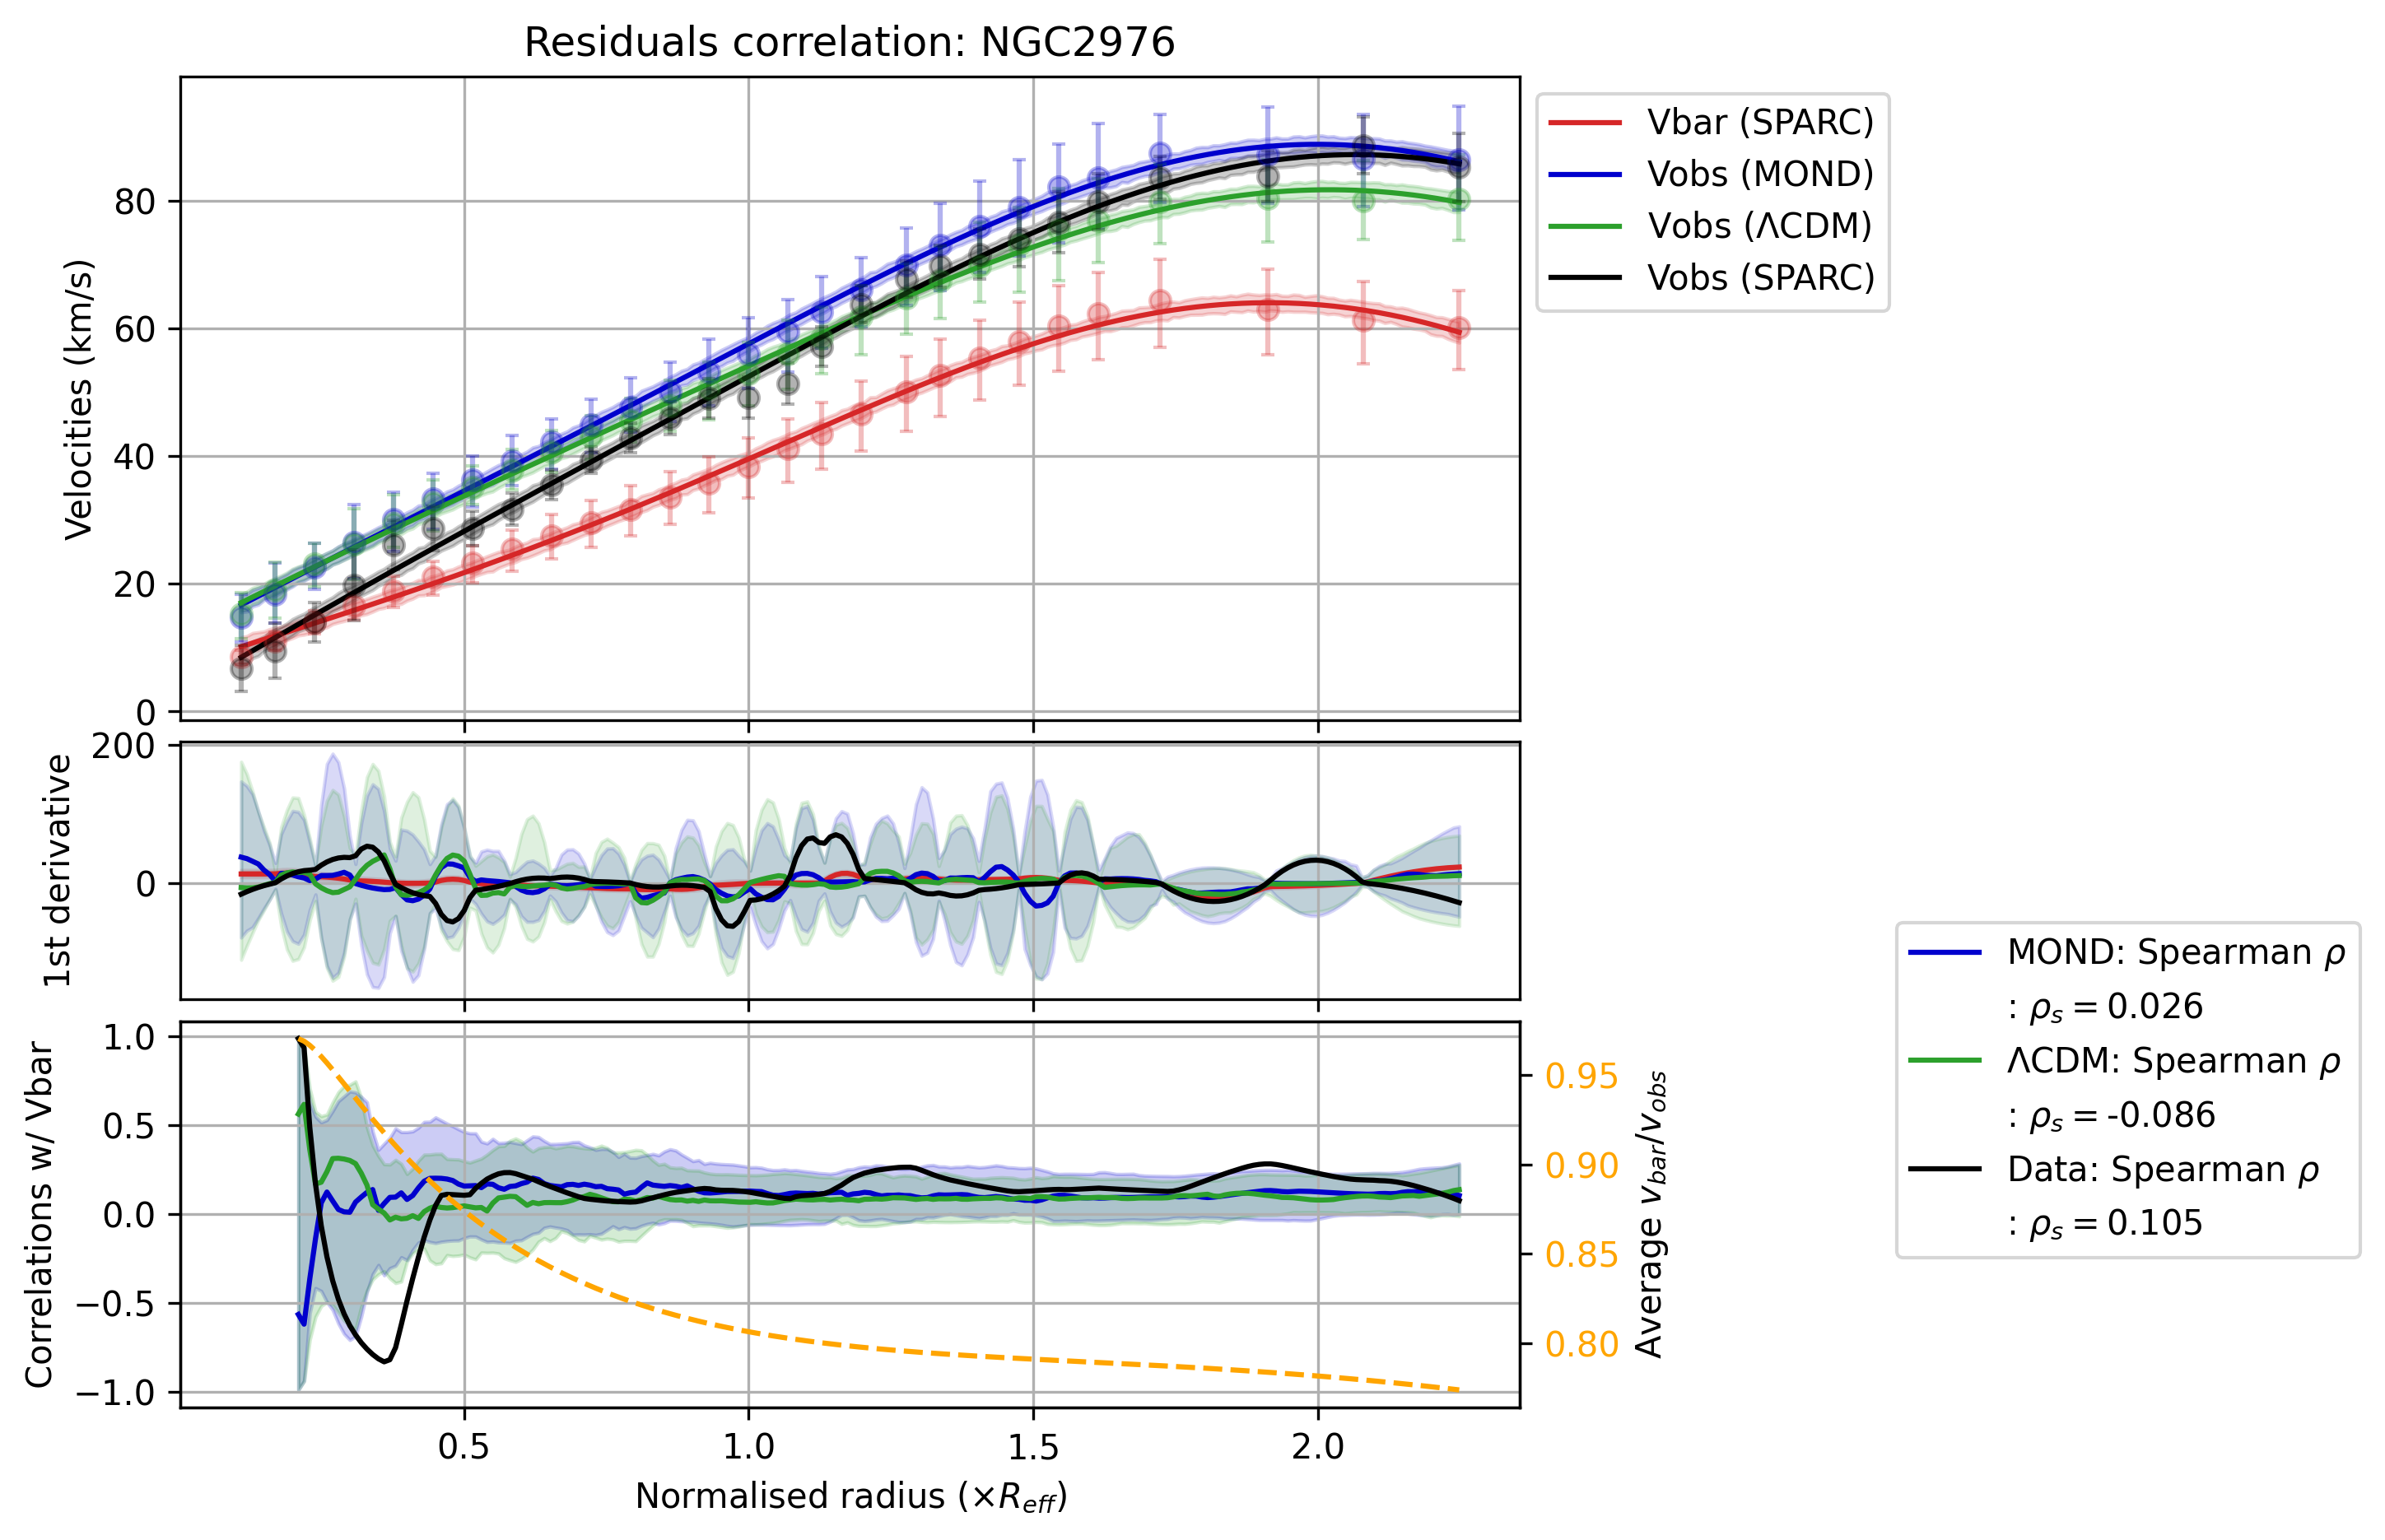 Residuals correlation: NGC2976
Velocities (km/s)
80
60
40
20
0
Vbar (SPARC)
Vobs (MOND)
Vobs (ΛCDM)
Vobs (SPARC)
1st derivative
200
0
Correlations w/ Vbar
1.0
0.5
0.0
−0.5
−1.0
0.95
0.90
0.85
0.80
Average v_bar/v_obs
MOND: Spearman ρ
: ρ_s = 0.026
ΛCDM: Spearman ρ
: ρ_s = -0.086
Data: Spearman ρ
: ρ_s = 0.105
0.5 1.0 1.5 2.0
Normalised radius (×R_eff)